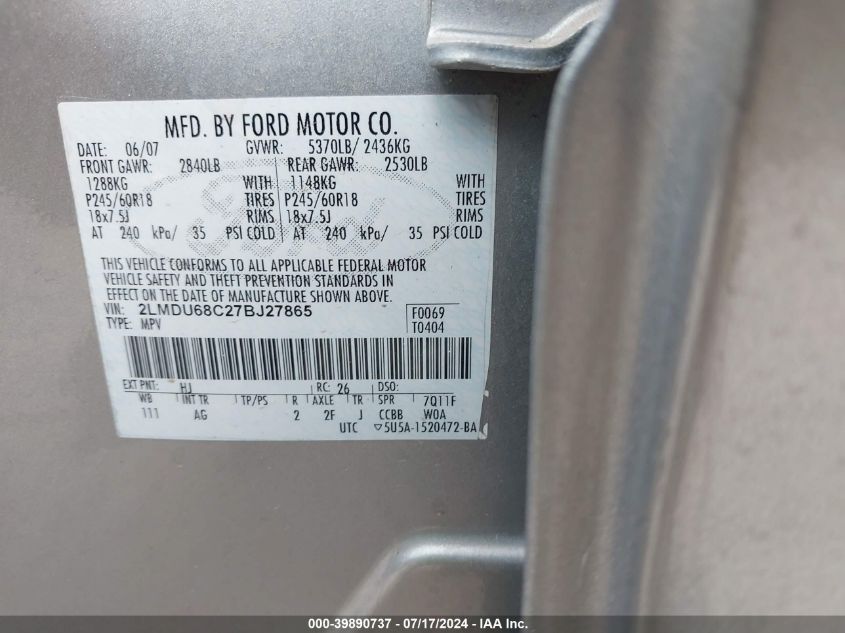 MFD. BY FORD MOTOR CO.
DATE: 06/07 GVWR: 5370LB/ 2436KG
FRONT GAWR: 2840LB REAR GAWR: 2530LB
1288KG WITH 1148KG WITH
P245/60R18 TIRES P245/60R18 TIRES
18x7.5J RIMS 18x7.5J RIMS
AT 240 kPa/ 35 PSI COLD AT 240 kPa/ 35 PSI COLD
THIS VEHICLE CONFORMS TO ALL APPLICABLE FEDERAL MOTOR
VEHICLE SAFETY AND THEFT PREVENTION STANDARDS IN
EFFECT ON THE DATE OF MANUFACTURE SHOWN ABOVE.
VIN: 2LMDU68C27BJ27865 F0069
TYPE: MPV T0404
EXT PNT: HJ RC: 26 DSO:
WB INT TR TP/PS R AXLE TR SPR 7Q11F
111 AG 2 2F J CCBB WOA
UTC ▽5U5A-1520472-BA
000-39890737 - 07/17/2024 - IAA Inc.